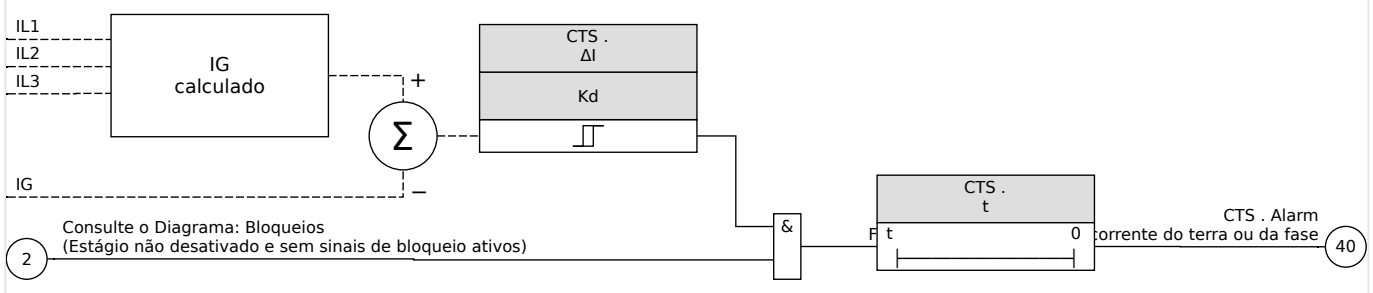 IL1
IL2
IL3
IG
calculado
+
Σ
−
CTS .
ΔI
Kd
IG
Consulte o Diagrama: Bloqueios
(Estágio não desativado e sem sinais de bloqueio ativos)
2
&
CTS .
t
F
t
0
CTS . Alarm
corrente do terra ou da fase
40